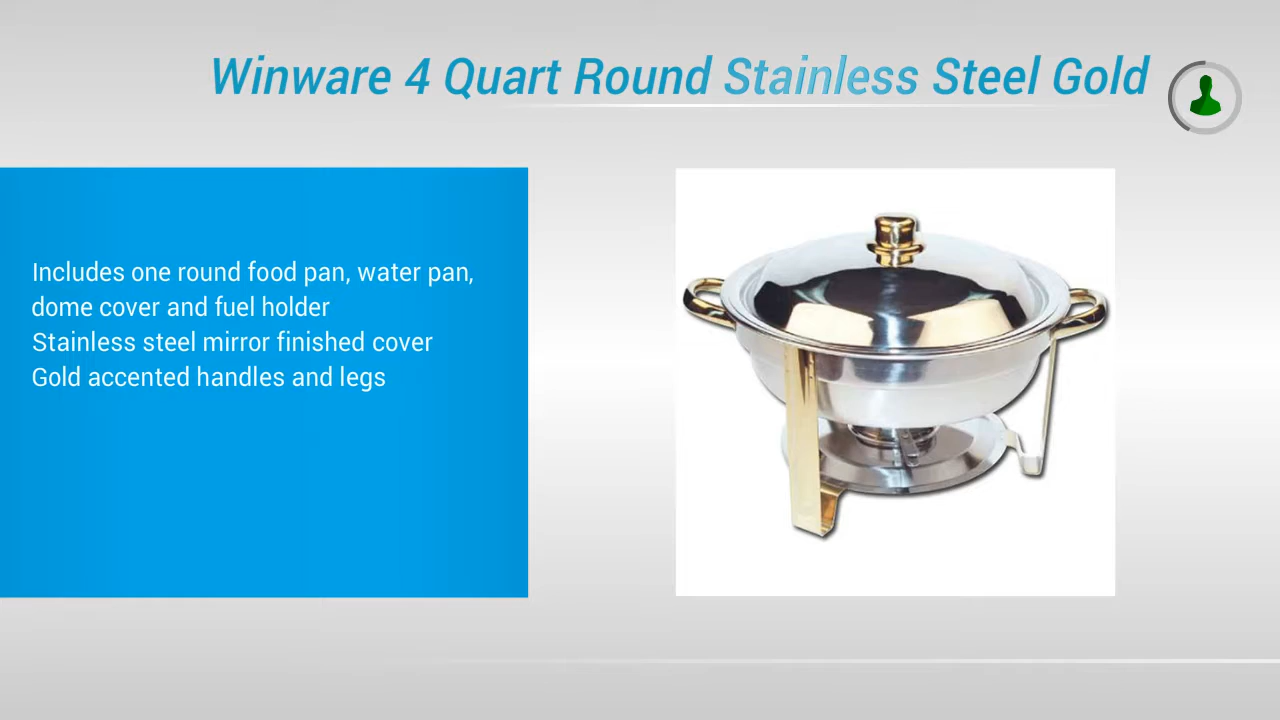 Winware 4 Quart Round Stainless Steel Gold
Includes one round food pan, water pan,
dome cover and fuel holder
Stainless steel mirror finished cover
Gold accented handles and legs